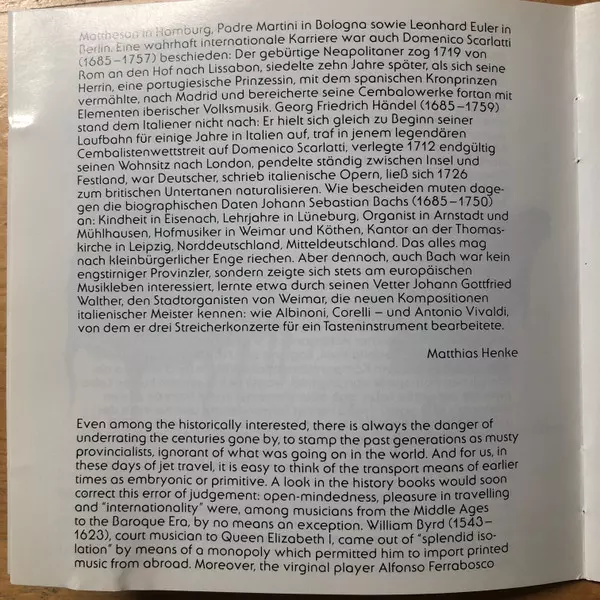 Mattheson in Hamburg, Padre Martini in Bologna sowie Leonhard Euler in
Berlin. Eine wahrhaft internationale Karriere war auch Domenico Scarlatti
(1685–1757) beschieden: Der gebürtige Neapolitaner zog 1719 von
Rom an den Hof nach Lissabon, siedelte zehn Jahre später, als sich seine
Herrin, eine portugiesische Prinzessin, mit dem spanischen Kronprinzen
vermählte, nach Madrid und bereicherte seine Cembalowerke fortan mit
Elementen iberischer Volksmusik. Georg Friedrich Händel (1685–1759)
stand dem Italiener nicht nach: Er hielt sich gleich zu Beginn seiner
Laufbahn für einige Jahre in Italien auf, traf in jenem legendären
Cembalistenwettstreit auf Domenico Scarlatti, verlegte 1712 endgültig
seinen Wohnsitz nach London, pendelte ständig zwischen Insel und
Festland, war Deutscher, schrieb italienische Opern, ließ sich 1726
zum britischen Untertanen naturalisieren. Wie bescheiden muten dage-
gen die biographischen Daten Johann Sebastian Bachs (1685–1750)
an: Kindheit in Eisenach, Lehrjahre in Lüneburg, Organist in Arnstadt und
Mühlhausen, Hofmusiker in Weimar und Köthen, Kantor an der Thomas-
kirche in Leipzig, Norddeutschland, Mitteldeutschland. Das alles mag
nach kleinbürgerlicher Enge riechen. Aber dennoch, auch Bach war kein
engstirniger Provinzler, sondern zeigte sich stets am europäischen
Musikleben interessiert, lernte etwa durch seinen Vetter Johann Gottfried
Walther, den Stadtorganisten von Weimar, die neuen Kompositionen
italienischer Meister kennen: wie Albinoni, Corelli – und Antonio Vivaldi,
von dem er drei Streicherkonzerte für ein Tasteninstrument bearbeitete.
Matthias Henke
Even among the historically interested, there is always the danger of
underrating the centuries gone by, to stamp the past generations as musty
provincialists, ignorant of what was going on in the world. And for us, in
these days of jet travel, it is easy to think of the transport means of earlier
times as embryonic or primitive. A look in the history books would soon
correct this error of judgement: open-mindedness, pleasure in travelling
and "internationality" were, among musicians from the Middle Ages
to the Baroque Era, by no means an exception. William Byrd (1543–
1623), court musician to Queen Elizabeth I, came out of "splendid iso-
lation" by means of a monopoly which permitted him to import printed
music from abroad. Moreover, the virginal player Alfonso Ferrabosco